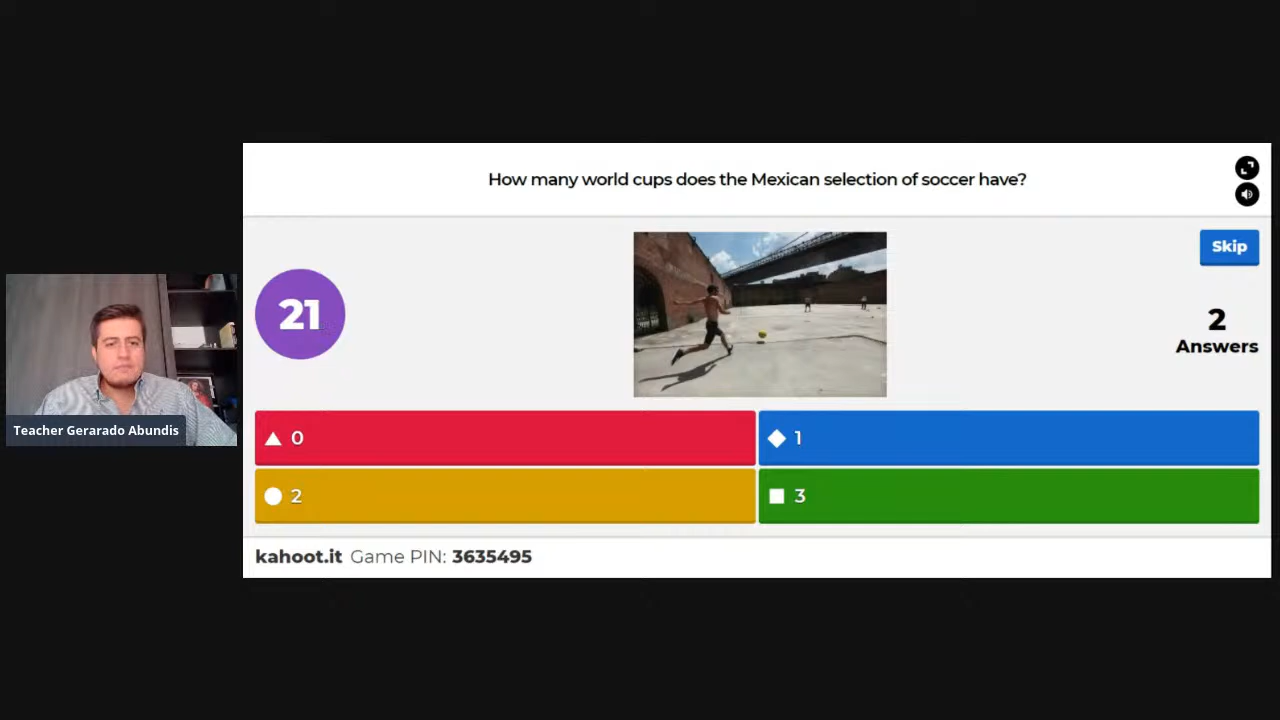 How many world cups does the Mexican selection of soccer have?
Skip
21
2
Answers
Teacher Gerarado Abundis
0
1
2
3
kahoot.it Game PIN: 3635495